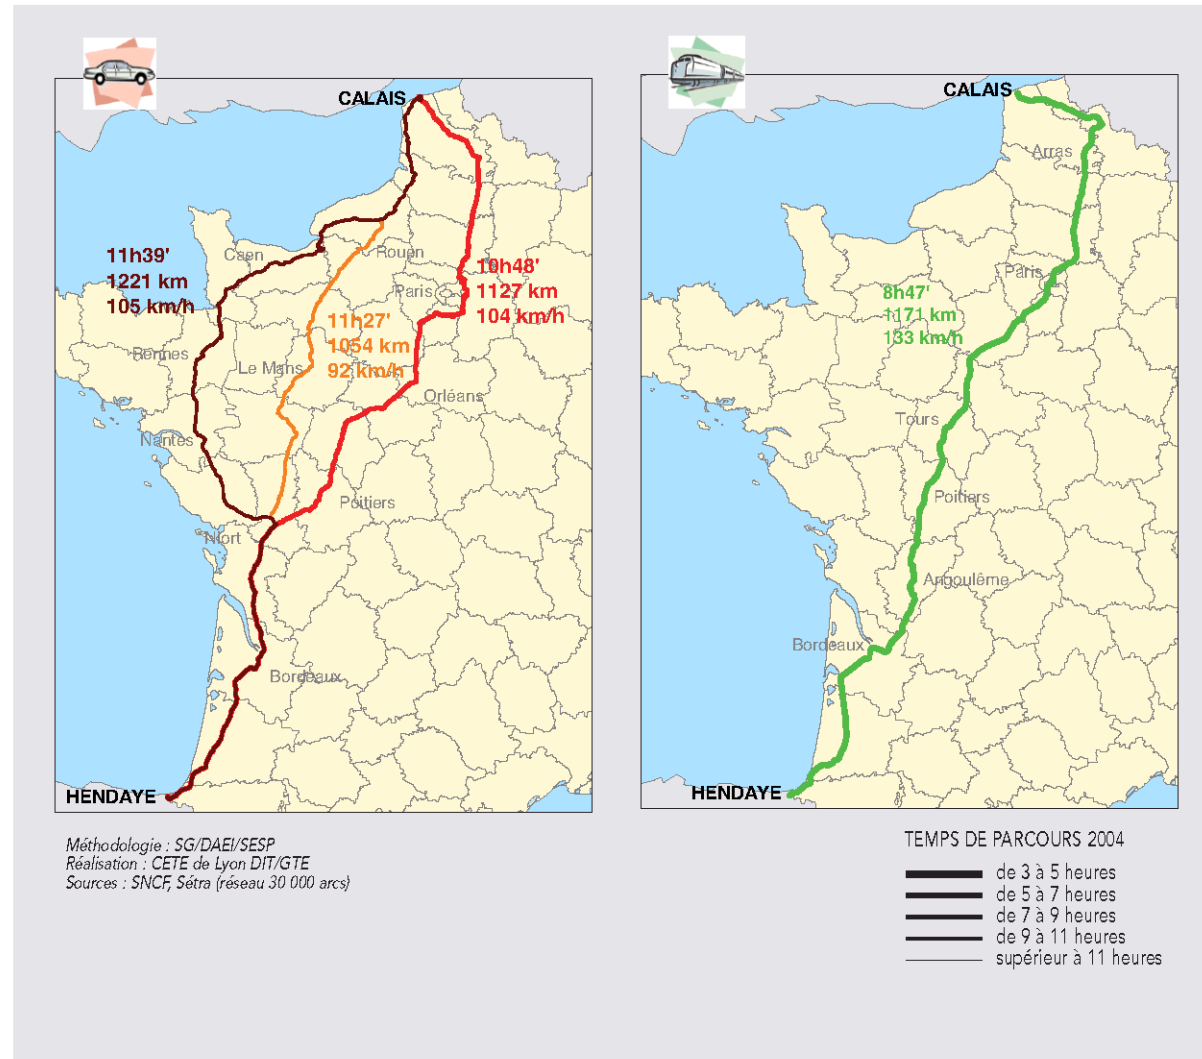 CALAIS
11h39'
1221 km
105 km/h
Caen
Rouen
10h48'
1127 km
104 km/h
Paris
11h27'
1054 km
92 km/h
Rennes
Le Mans
Orléans
Nantes
Poitiers
Niort
Bordeaux
HENDAYE
CALAIS
Arras
Paris
8h47'
1171 km
133 km/h
Tours
Poitiers
Angoulême
Bordeaux
HENDAYE
Méthodologie : SG/DAEI/SESP
Réalisation : CETE de Lyon DIT/GTE
Sources : SNCF, Sétra (réseau 30 000 arcs)
TEMPS DE PARCOURS 2004
de 3 à 5 heures
de 5 à 7 heures
de 7 à 9 heures
de 9 à 11 heures
supérieur à 11 heures